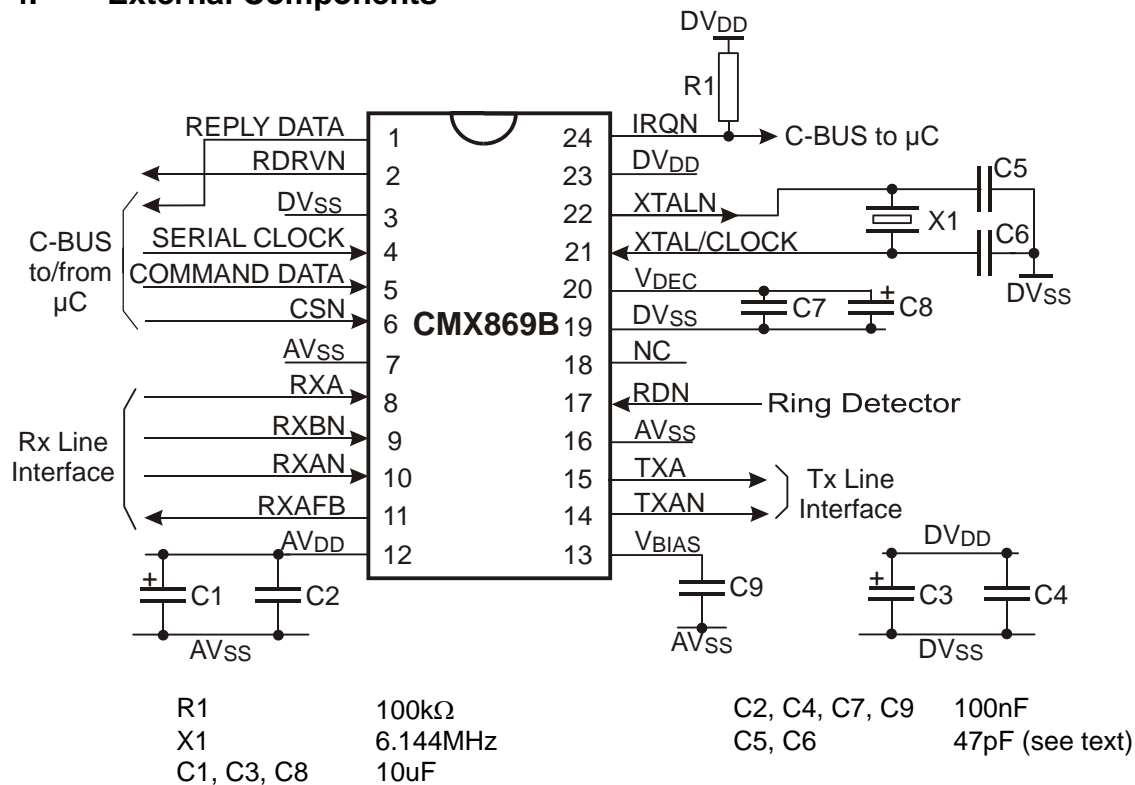 DVDD
R1
REPLY DATA 1
RDRVN 2
DVSS 3
SERIAL CLOCK 4
COMMAND DATA 5
CSN 6
AVSS 7
RXA 8
RXBN 9
RXAN 10
RXAFB 11
AVDD 12
C-BUS
to/from
µC
Rx Line
Interface
CMX869B
24 IRQN
C-BUS to µC
23 DVDD
22 XTALN
21 XTAL/CLOCK
20 VDEC
19 DVSS
18 NC
17 RDN
Ring Detector
16 AVSS
15 TXA
14 TXAN
13 VBIAS
Tx Line
Interface
C5
X1
C6
DVSS
C7
+
C8
+
C1
C2
AVSS
C9
AVSS
DVDD
+
C3
C4
DVSS
R1 100kΩ
X1 6.144MHz
C1, C3, C8 10uF
C2, C4, C7, C9 100nF
C5, C6 47pF (see text)